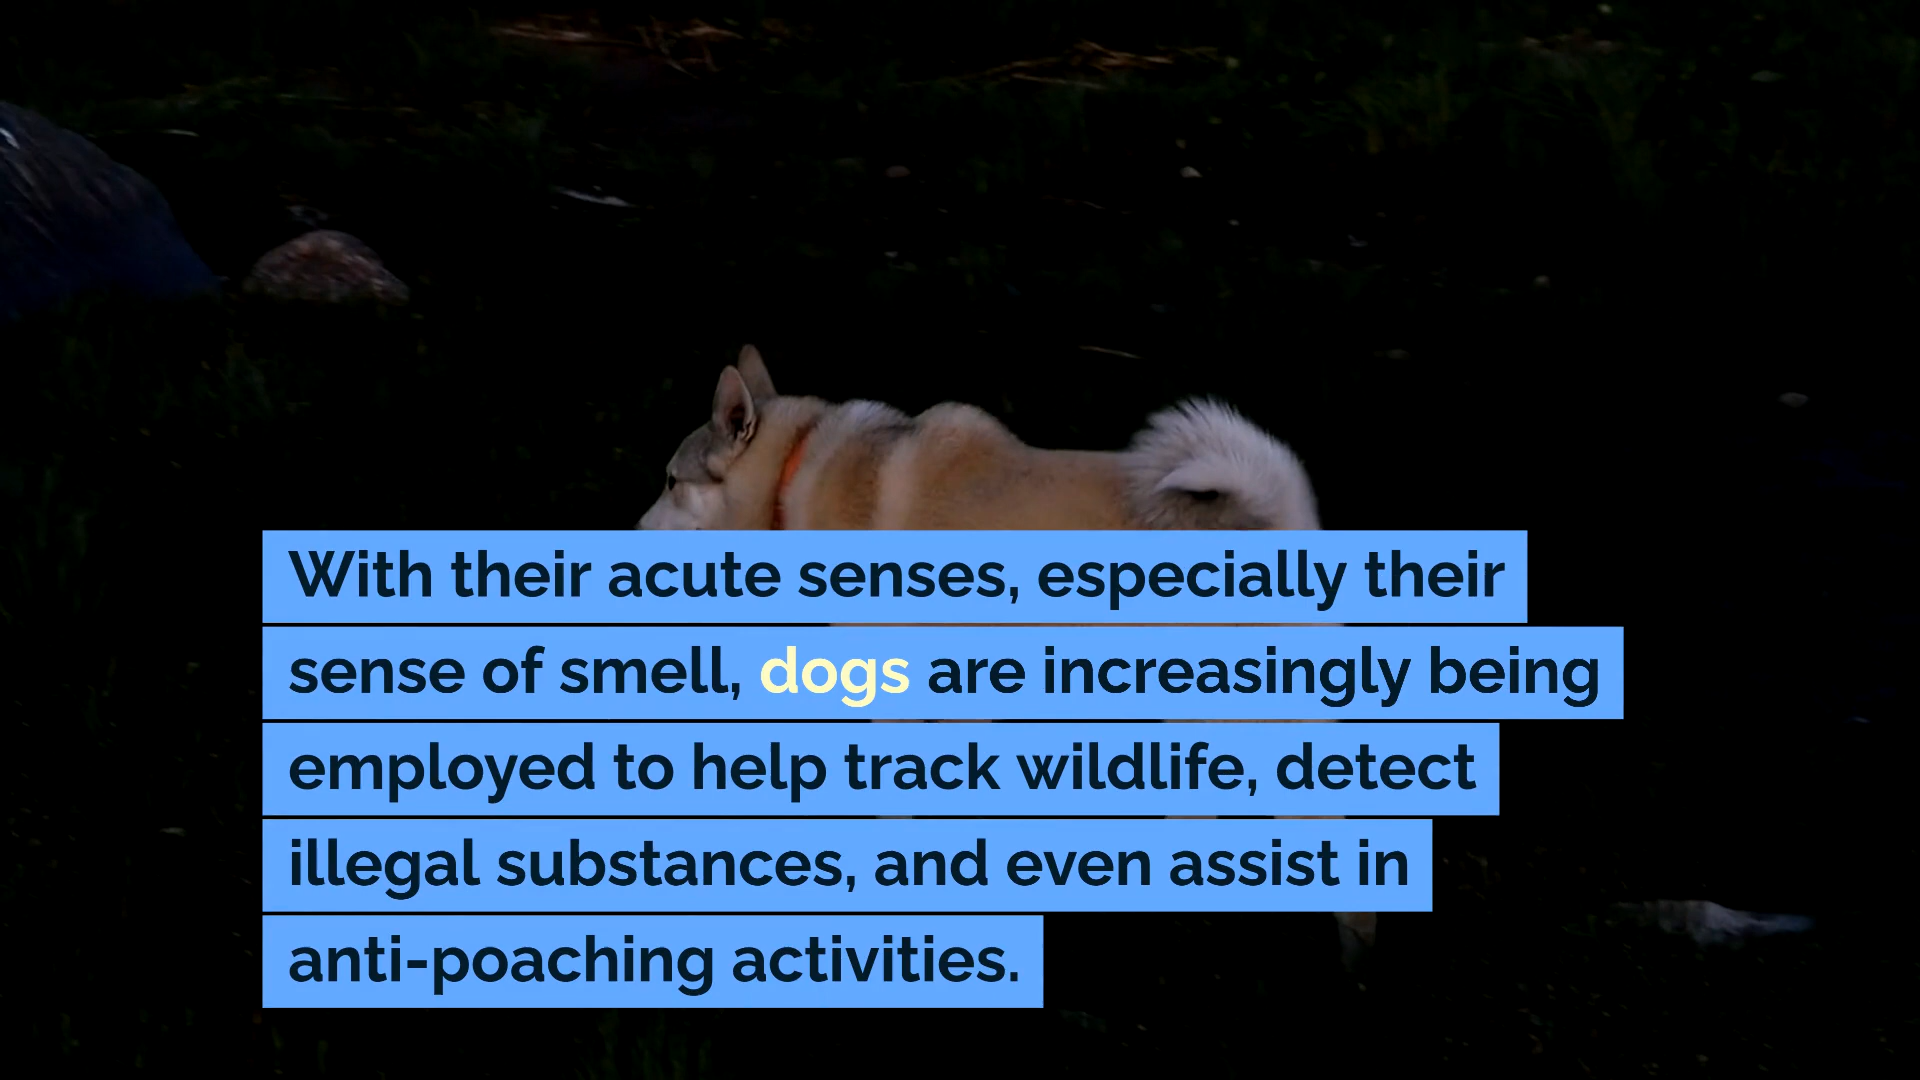 With their acute senses, especially their
sense of smell, dogs are increasingly being
employed to help track wildlife, detect
illegal substances, and even assist in
anti-poaching activities.